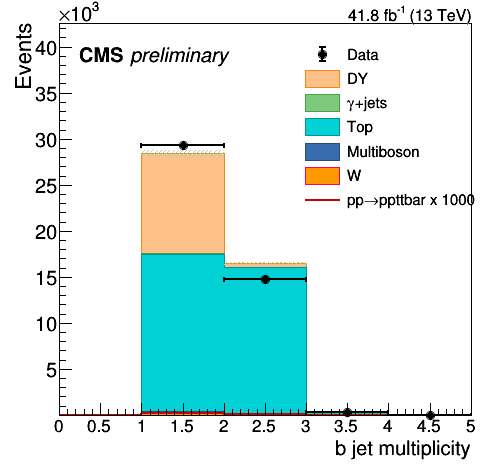 ×10³
41.8 fb⁻¹ (13 TeV)
Events
CMS preliminary
Data
DY
γ+jets
Top
Multiboson
W
pp→ppttbar x 1000
40
35
30
25
20
15
10
5
0 0.5 1 1.5 2 2.5 3 3.5 4 4.5 5
b jet multiplicity